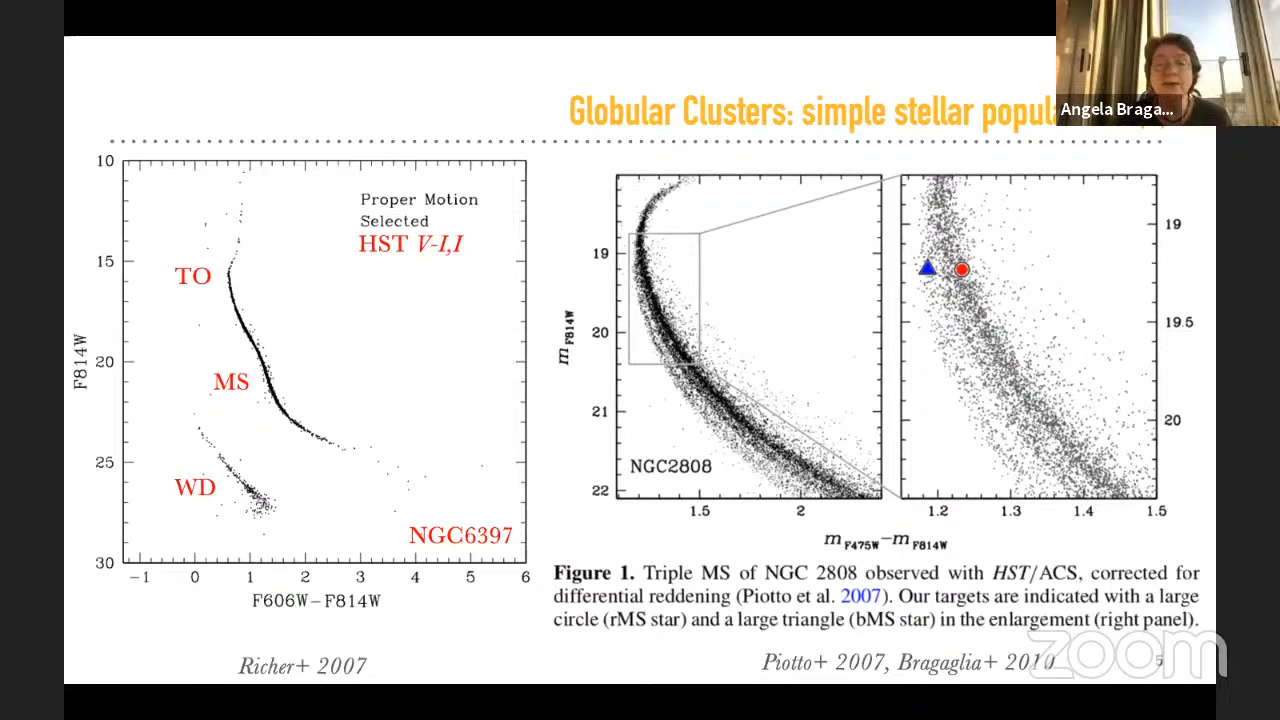 Globular Clusters: simple stellar
Angela Braga...
10
15
20
25
30
F814W
Proper Motion
Selected
HST V-I,I
TO
MS
WD
NGC6397
−1 0 1 2 3 4 5 6
F606W−F814W
Richer+ 2007
19
20
21
22
m F814W
NGC2808
1.5 2
19
19.5
20
1.2 1.3 1.4 1.5
m F475W−m F814W
Figure 1. Triple MS of NGC 2808 observed with HST/ACS, corrected for
differential reddening (Piotto et al. 2007). Our targets are indicated with a large
circle (rMS star) and a large triangle (bMS star) in the enlargement (right panel).
Piotto+ 2007, Bragaglia+ 2010
5
zoom